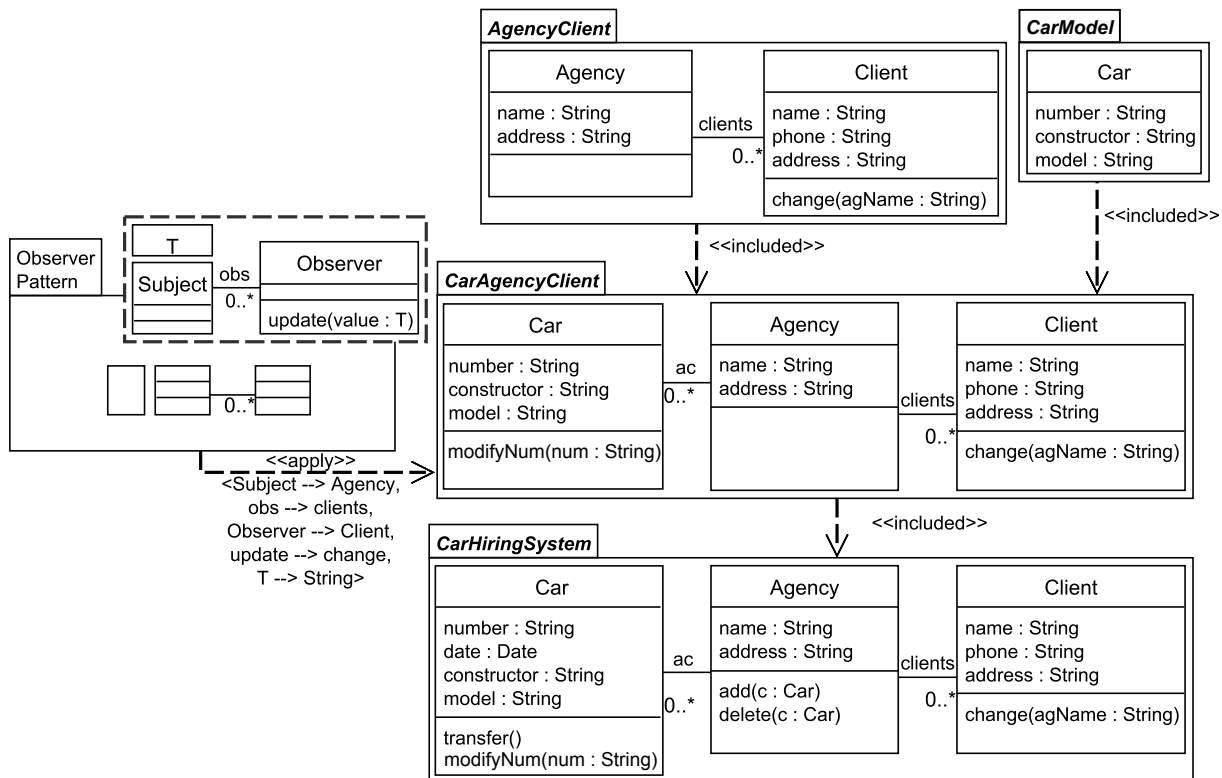 AgencyClient
Agency
name : String
address : String
clients
0..*
Client
name : String
phone : String
address : String
change(agName : String)
CarModel
Car
number : String
constructor : String
model : String
<<included>>
<<included>>
Observer
Pattern
T
Subject
obs
0..*
Observer
update(value : T)
0..*
<<apply>>
<Subject --> Agency,
obs --> clients,
Observer --> Client,
update --> change,
T --> String>
CarAgencyClient
Car
number : String
constructor : String
model : String
modifyNum(num : String)
ac
0..*
Agency
name : String
address : String
clients
0..*
Client
name : String
phone : String
address : String
change(agName : String)
<<included>>
CarHiringSystem
Car
number : String
date : Date
constructor : String
model : String
transfer()
modifyNum(num : String)
ac
0..*
Agency
name : String
address : String
add(c : Car)
delete(c : Car)
clients
0..*
Client
name : String
phone : String
address : String
change(agName : String)